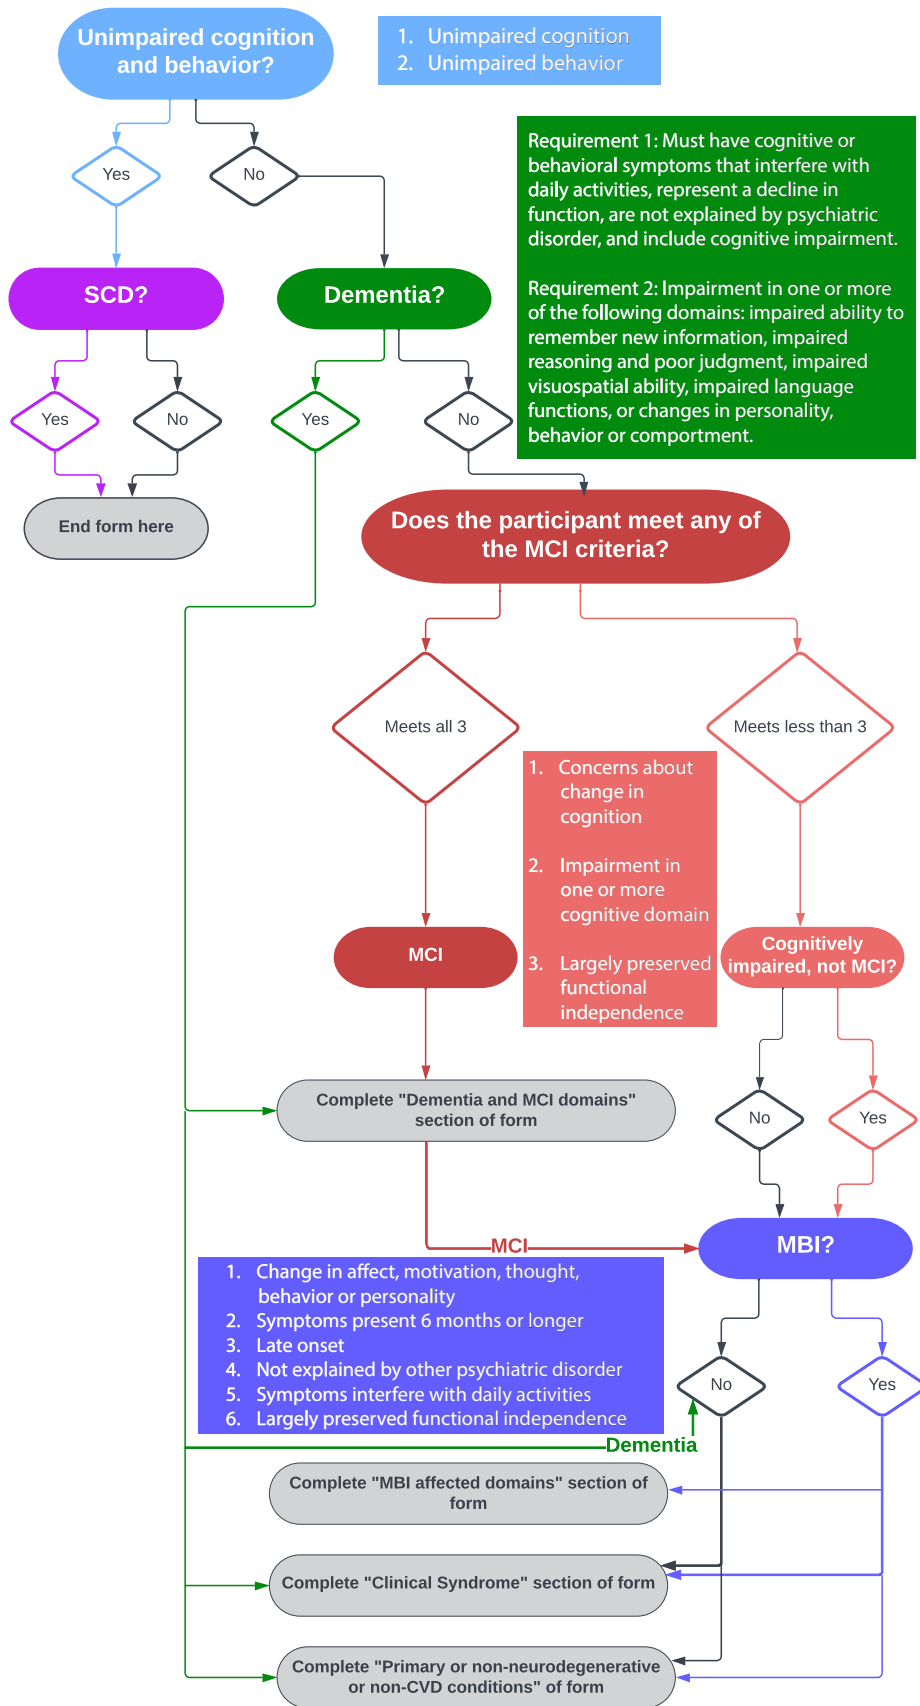 Unimpaired cognition
and behavior?
1. Unimpaired cognition
2. Unimpaired behavior
Yes
No
Requirement 1: Must have cognitive or
behavioral symptoms that interfere with
daily activities, represent a decline in
function, are not explained by psychiatric
disorder, and include cognitive impairment.
Requirement 2: Impairment in one or more
of the following domains: impaired ability to
remember new information, impaired
reasoning and poor judgment, impaired
visuospatial ability, impaired language
functions, or changes in personality,
behavior or comportment.
SCD?
Dementia?
Yes
No
Yes
No
End form here
Does the participant meet any of
the MCI criteria?
Meets all 3
Meets less than 3
1. Concerns about
change in
cognition
2. Impairment in
one or more
cognitive domain
3. Largely preserved
functional
independence
MCI
Cognitively
impaired, not MCI?
No
Yes
Complete "Dementia and MCI domains"
section of form
MCI
MBI?
1. Change in affect, motivation, thought,
behavior or personality
2. Symptoms present 6 months or longer
3. Late onset
4. Not explained by other psychiatric disorder
5. Symptoms interfere with daily activities
6. Largely preserved functional independence
No
Yes
Dementia
Complete "MBI affected domains" section of
form
Complete "Clinical Syndrome" section of form
Complete "Primary or non-neurodegenerative
or non-CVD conditions" of form